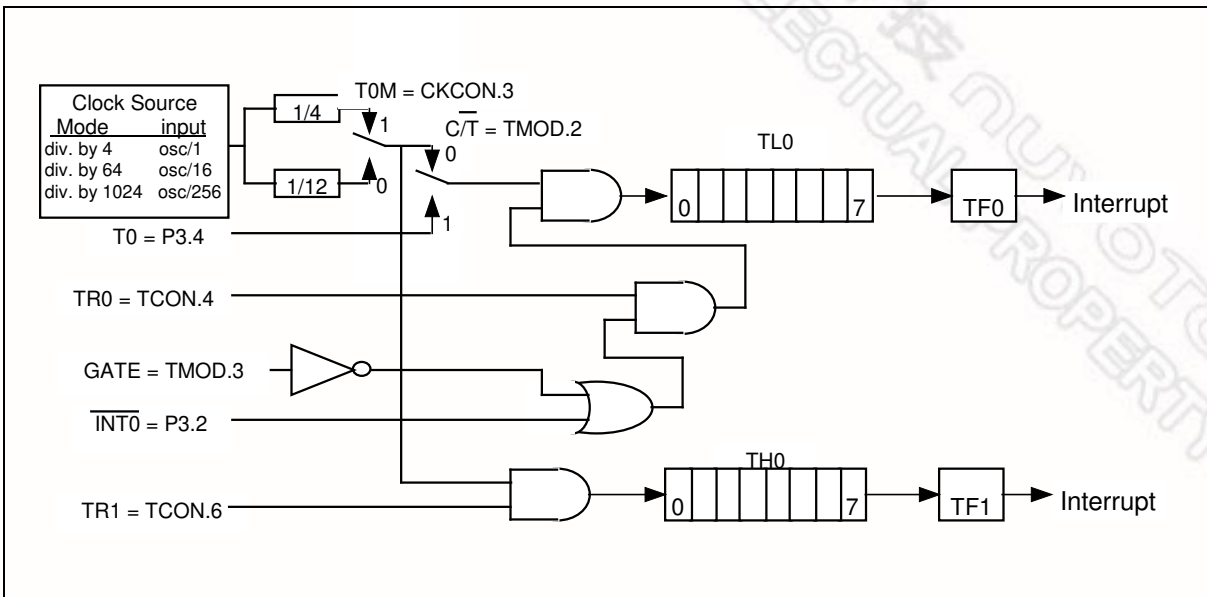 Clock Source
Mode input
div. by 4 osc/1
div. by 64 osc/16
div. by 1024 osc/256
1/4
1/12
T0M = CKCON.3
1
0
C/T̅ = TMOD.2
0
1
T0 = P3.4
TL0
0 7
TF0
Interrupt
TR0 = TCON.4
GATE = TMOD.3
I̅N̅T̅0̅ = P3.2
TR1 = TCON.6
TH0
0 7
TF1
Interrupt